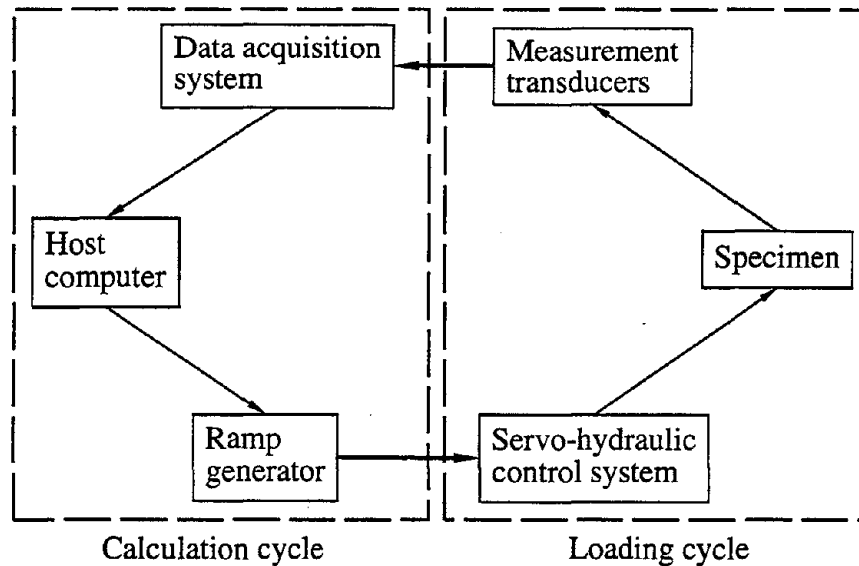 Data acquisition
system
Measurement
transducers
Host
computer
Specimen
Ramp
generator
Servo-hydraulic
control system
Calculation cycle
Loading cycle